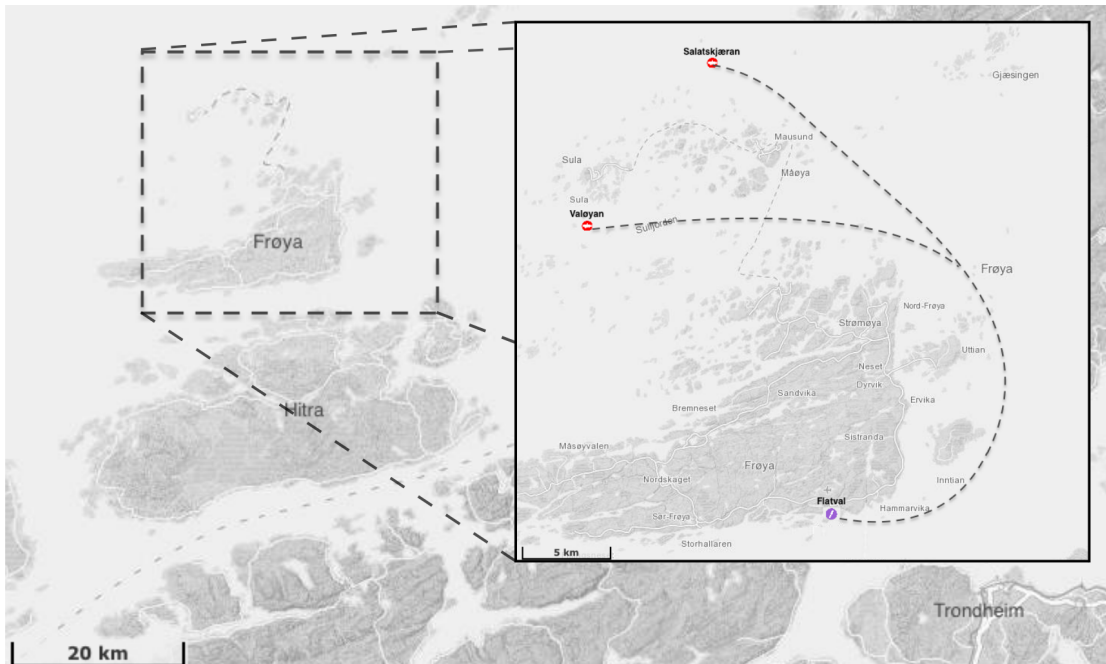 Frøya
Hitra
Trondheim
20 km
Salatskjæran
Gjæsingen
Mausund
Sula
Måøya
Sula
Valøyan
Sulfjorden
Frøya
Nord-Frøya
Strømøya
Uttian
Neset
Dyrvik
Sandvika
Ervika
Bremneset
Sistranda
Måsøyvalen
Frøya
Nordskaget
Inntian
Flatval
Hammarvika
Sør-Frøya
Storhallaren
5 km